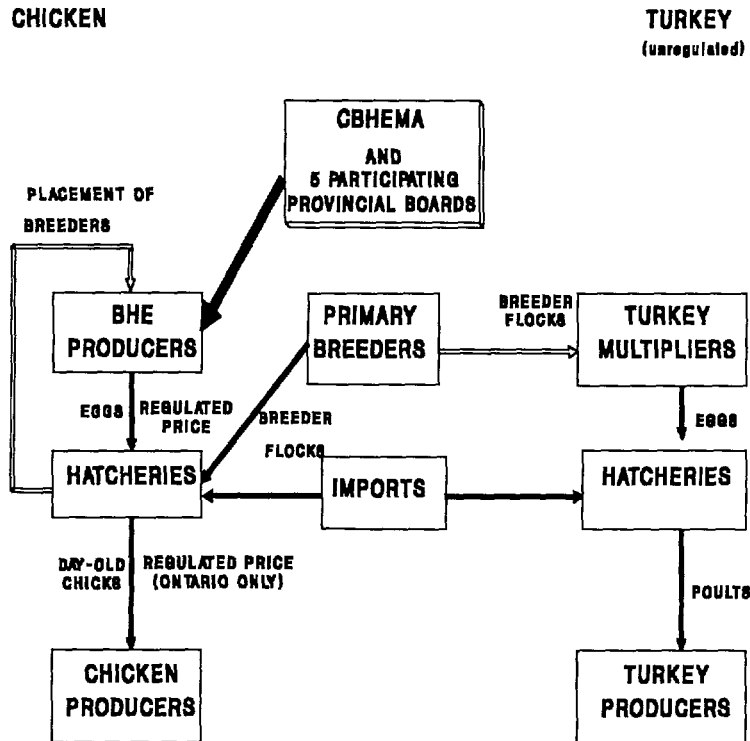 CHICKEN
TURKEY
(unregulated)
CBHEMA
AND
5 PARTICIPATING
PROVINCIAL BOARDS
PLACEMENT OF
BREEDERS
BHE
PRODUCERS
PRIMARY
BREEDERS
BREEDER
FLOCKS
TURKEY
MULTIPLIERS
EGGS
REGULATED
PRICE
BREEDER
FLOCKS
EGGS
HATCHERIES
IMPORTS
HATCHERIES
DAY-OLD
CHICKS
REGULATED PRICE
(ONTARIO ONLY)
POULTS
CHICKEN
PRODUCERS
TURKEY
PRODUCERS